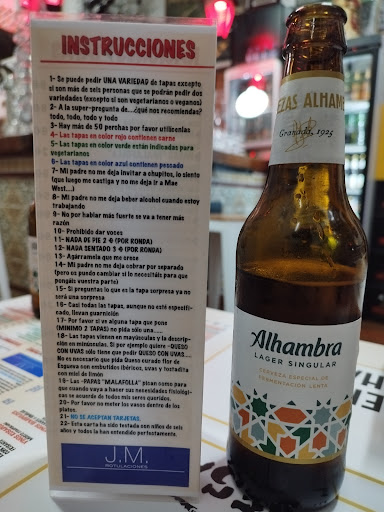 INSTRUCCIONES
1- Se puede pedir UNA VARIEDAD de tapas excepto
si son más de seis personas que se podrán pedir dos
variedades (excepto si son vegetarianos o veganos)
2- A la super-pregunta de...¿qué nos recomiendas?
todo, todo, todo y todo
3- Hay más de 50 perchas por favor utilícenlas
4- Las tapas en color rojo contienen carne
5- Las tapas en color verde están indicadas para
vegetarianos
6- Las tapas en color azul contienen pescado
7- Mi padre no me deja invitar a chupitos, lo siento
(que luego me castiga y no me deja ir a Mae
West...)
8- Mi padre no me deja beber alcohol cuando estoy
trabajando
9- No por hablar más fuerte se va a tener más
razón
10- Prohibido dar voces
11- NADA DE PIE 2 € (POR RONDA)
12- NADA SENTADO 3 € (POR RONDA)
13- Agárramela que me crece
14- Mi padre no me deja cobrar por separado
(pero os puedo cambiar si lo necesitáis para que
pongáis vuestra parte)
15- Si preguntas lo que es la tapa sorpresa ya no
será una sorpresa
16- Casi todas las tapas, aunque no esté especifi-
cado, llevan guarnición
17- Por favor si ve alguna tapa que pone
(MINIMO 2 TAPAS) no pida sólo una....
18- Las tapas vienen en mayúsculas y la descrip-
ción en minúsculas. Si por ejemplo quiere -QUESO
CON UVAS sólo tiene que pedir QUESO CON UVAS....
No es necesario que pida Queso curado flor de
Esgueva con embutidos ibéricos, uvas y tostadita
con miel de romero
19- Las -PAPAS "MALAFOLLÁ" pican como para
que cuando vaya a hacer sus necesidades fisiológi-
cas se acuerde de todos mis seres queridos.
20- Por favor no meter los vasos dentro de los
platos.
21- NO SE ACEPTAN TARJETAS.
22- Esta carta ha sido testada con niños de seis
años y todos la han entendido perfectamente.
J.M.
ROTULACIONES
ALHAMBRA
CERVEZAS ALHAM
Granada, 1925
Alhambra
LAGER SINGULAR
CERVEZA ESPECIAL DE
FERMENTACIÓN LENTA